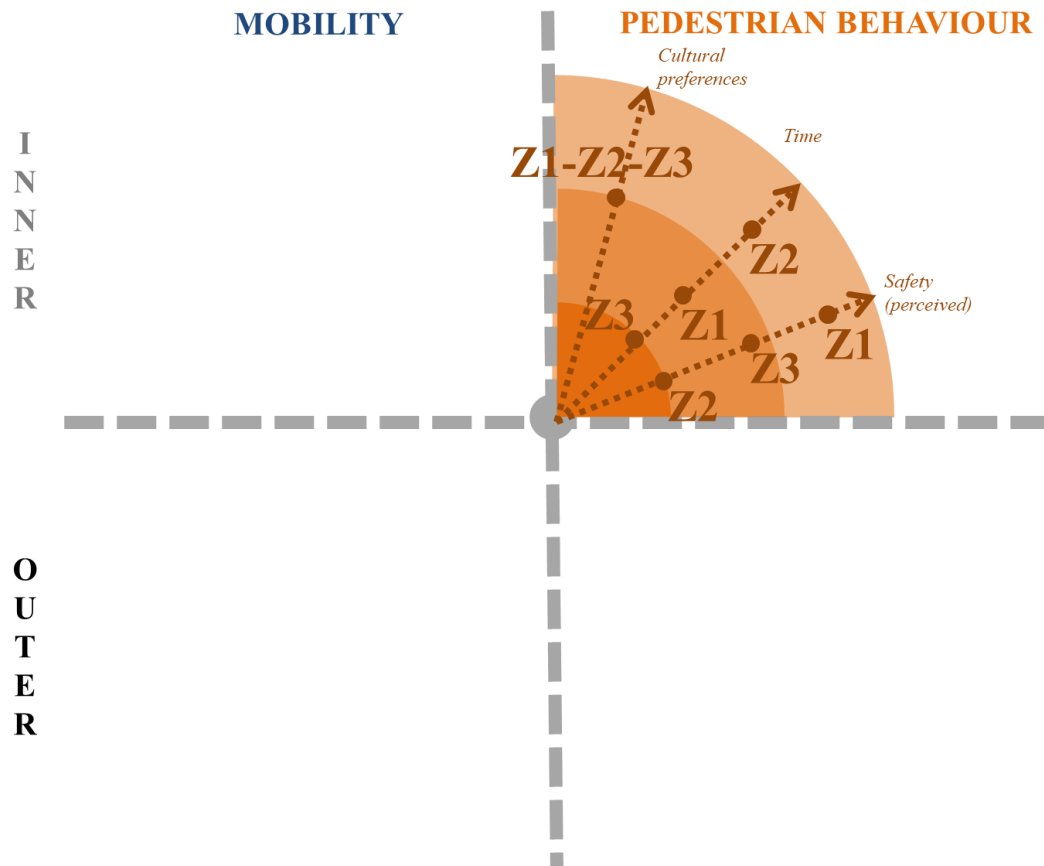 MOBILITY
PEDESTRIAN BEHAVIOUR
Cultural
preferences
Time
Z1-Z2-Z3
Z2
Safety
(perceived)
Z3
Z1
Z1
Z3
Z2
I
N
N
E
R
O
U
T
E
R